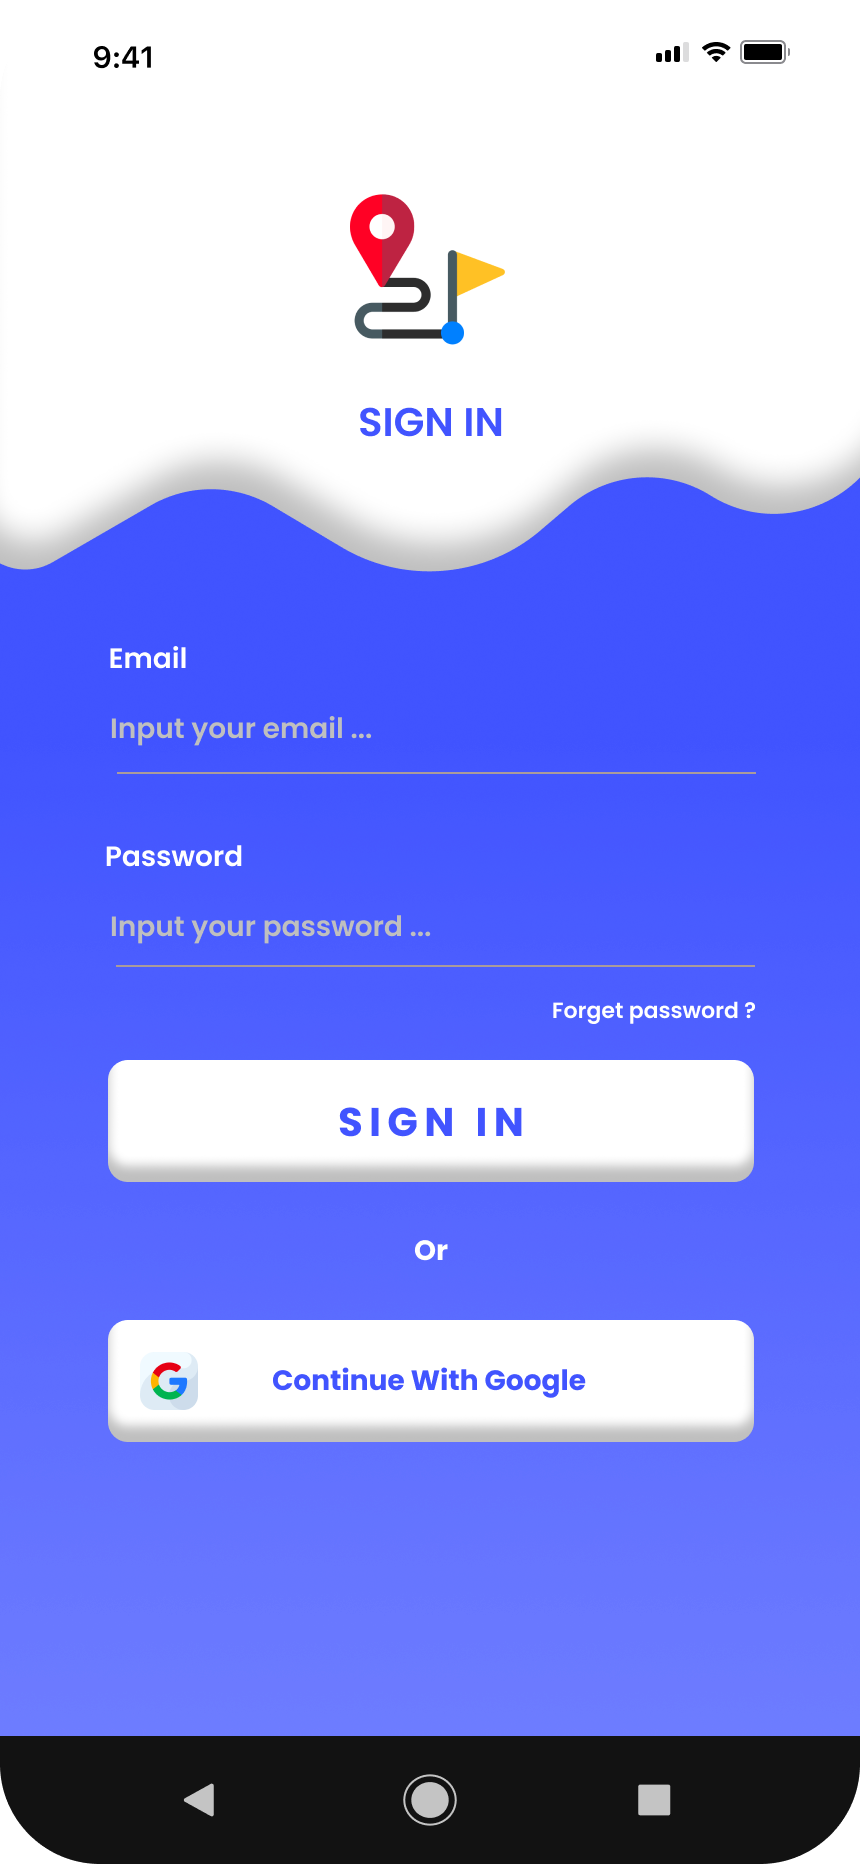 9:41
SIGN IN
Email
Input your email ...
Password
Input your password ...
Forget password ?
SIGN IN
Or
G
Continue With Google